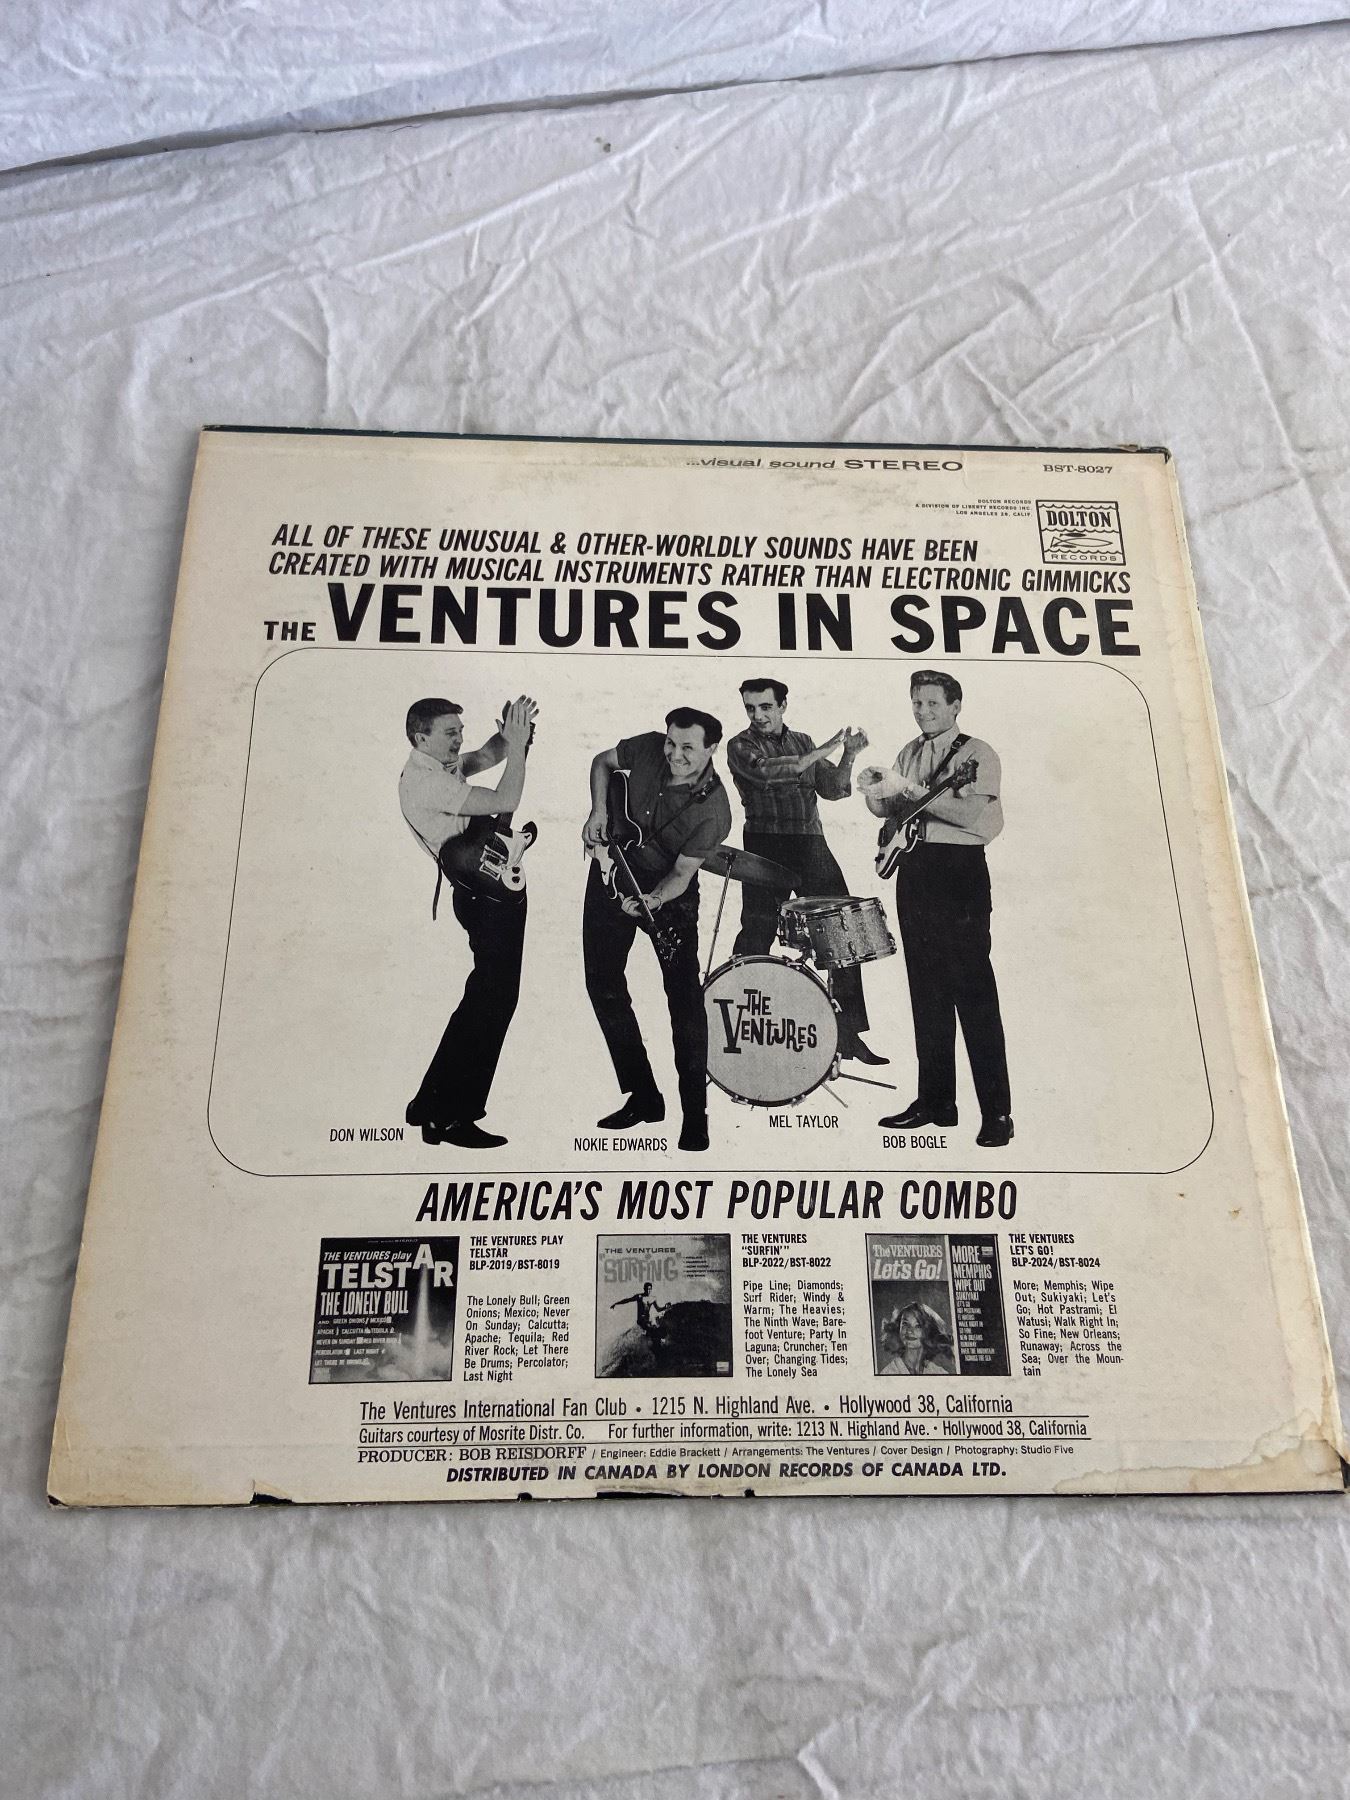 ...visual sound STEREO
BST-8027
DOLTON RECORDS
A DIVISION OF LIBERTY RECORDS INC.
LOS ANGELES 28, CALIF.
DOLTON
RECORDS
ALL OF THESE UNUSUAL & OTHER-WORLDLY SOUNDS HAVE BEEN
CREATED WITH MUSICAL INSTRUMENTS RATHER THAN ELECTRONIC GIMMICKS
THE VENTURES IN SPACE
THE
VENTURES
DON WILSON
NOKIE EDWARDS
MEL TAYLOR
BOB BOGLE
AMERICA'S MOST POPULAR COMBO
THE VENTURES play
TELSTAR
THE LONELY BULL
THE VENTURES PLAY
TELSTAR
BLP-2019/BST-8019
The Lonely Bull; Green
Onions; Mexico; Never
On Sunday; Calcutta;
Apache; Tequila; Red
River Rock; Let There
Be Drums; Percolator;
Last Night
THE VENTURES
SURFING
THE VENTURES
"SURFIN'"
BLP-2022/BST-8022
Pipe Line; Diamonds;
Surf Rider; Windy &
Warm; The Heavies;
The Ninth Wave; Bare-
foot Venture; Party In
Laguna; Cruncher; Ten
Over; Changing Tides;
The Lonely Sea
The VENTURES
Let's Go!
MORE
MEMPHIS
WIPE OUT
SUKIYAKI
THE VENTURES
LET'S GO!
BLP-2024/BST-8024
More; Memphis; Wipe
Out; Sukiyaki; Let's
Go; Hot Pastrami; El
Watusi; Walk Right In;
So Fine; New Orleans;
Runaway; Across the
Sea; Over the Moun-
tain
The Ventures International Fan Club • 1215 N. Highland Ave. • Hollywood 38, California
Guitars courtesy of Mosrite Distr. Co. For further information, write: 1213 N. Highland Ave. • Hollywood 38, California
PRODUCER: BOB REISDORFF / Engineer: Eddie Brackett / Arrangements: The Ventures / Cover Design / Photography: Studio Five
DISTRIBUTED IN CANADA BY LONDON RECORDS OF CANADA LTD.